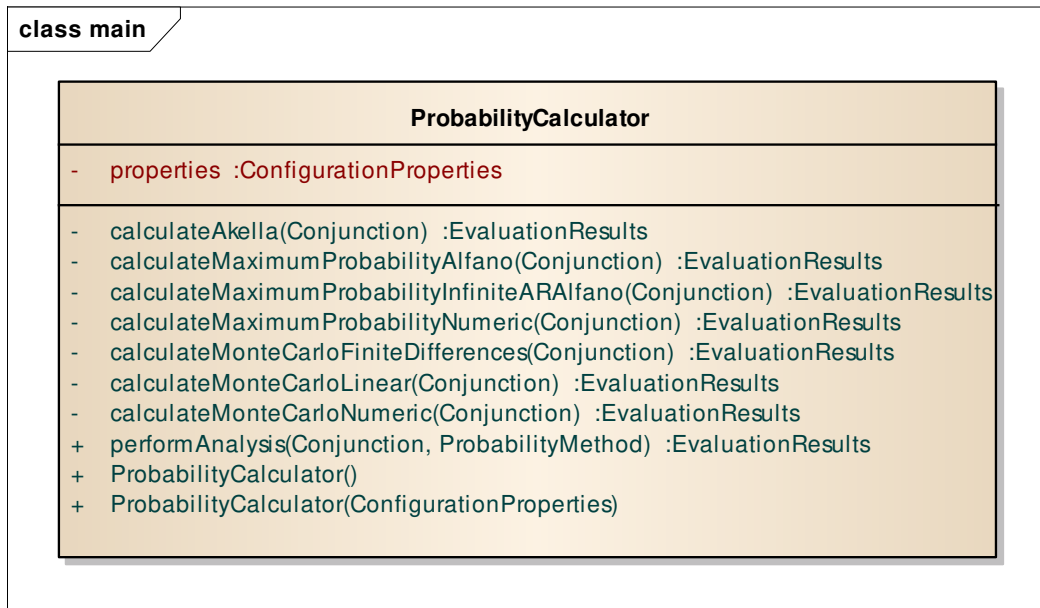 class main
ProbabilityCalculator
- properties :ConfigurationProperties
- calculateAkella(Conjunction) :EvaluationResults
- calculateMaximumProbabilityAlfano(Conjunction) :EvaluationResults
- calculateMaximumProbabilityInfiniteARAlfano(Conjunction) :EvaluationResults
- calculateMaximumProbabilityNumeric(Conjunction) :EvaluationResults
- calculateMonteCarloFiniteDifferences(Conjunction) :EvaluationResults
- calculateMonteCarloLinear(Conjunction) :EvaluationResults
- calculateMonteCarloNumeric(Conjunction) :EvaluationResults
+ performAnalysis(Conjunction, ProbabilityMethod) :EvaluationResults
+ ProbabilityCalculator()
+ ProbabilityCalculator(ConfigurationProperties)